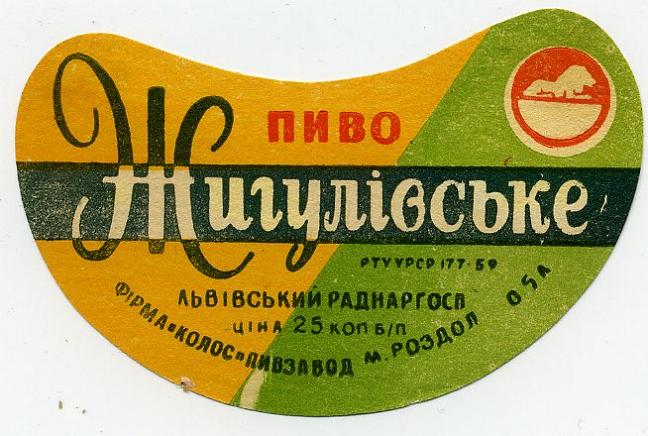 ПИВО
Жигулівське
РТУ УРСР 177-59
ЛЬВІВСЬКИЙ РАДНАРГОСП
ЦІНА 25 КОП Б/П
ФІРМА "КОЛОС" ПИВЗАВОД м. РОЗДОЛ 0 5 Л